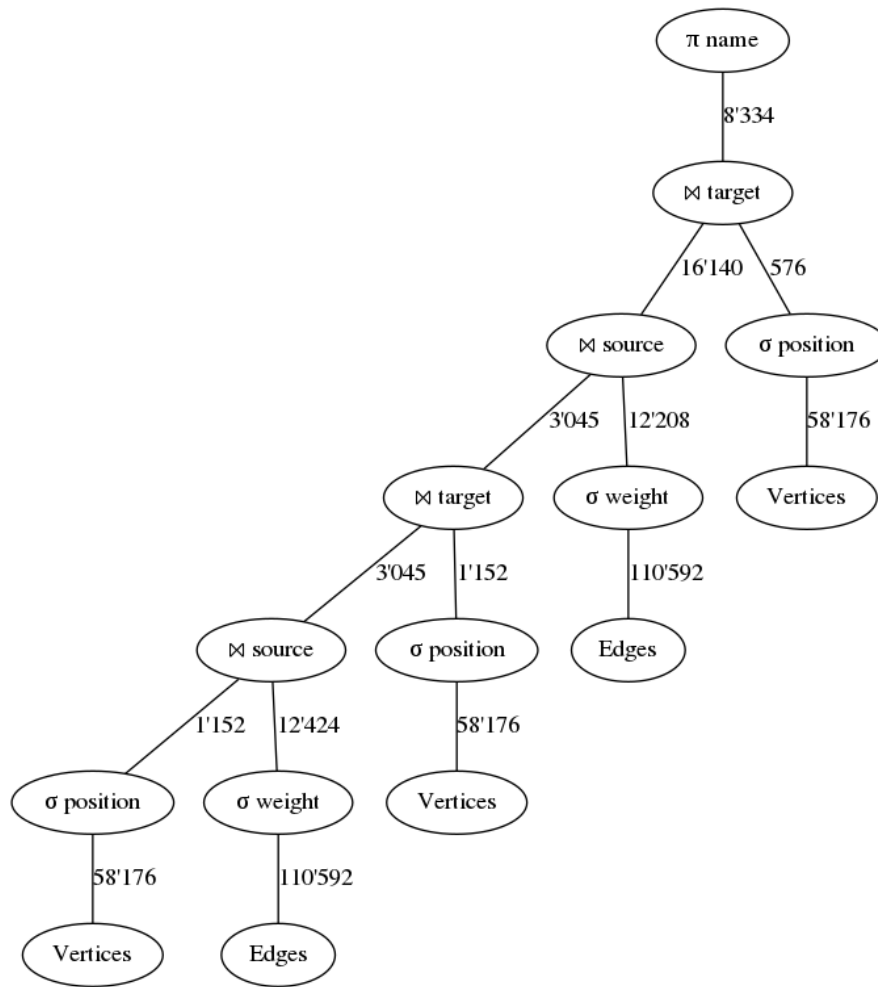 π name
8'334
⋈ target
16'140 576
⋈ source σ position
3'045 12'208 58'176
⋈ target σ weight Vertices
3'045 1'152 110'592
⋈ source σ position Edges
1'152 12'424 58'176
σ position σ weight Vertices
58'176 110'592
Vertices Edges